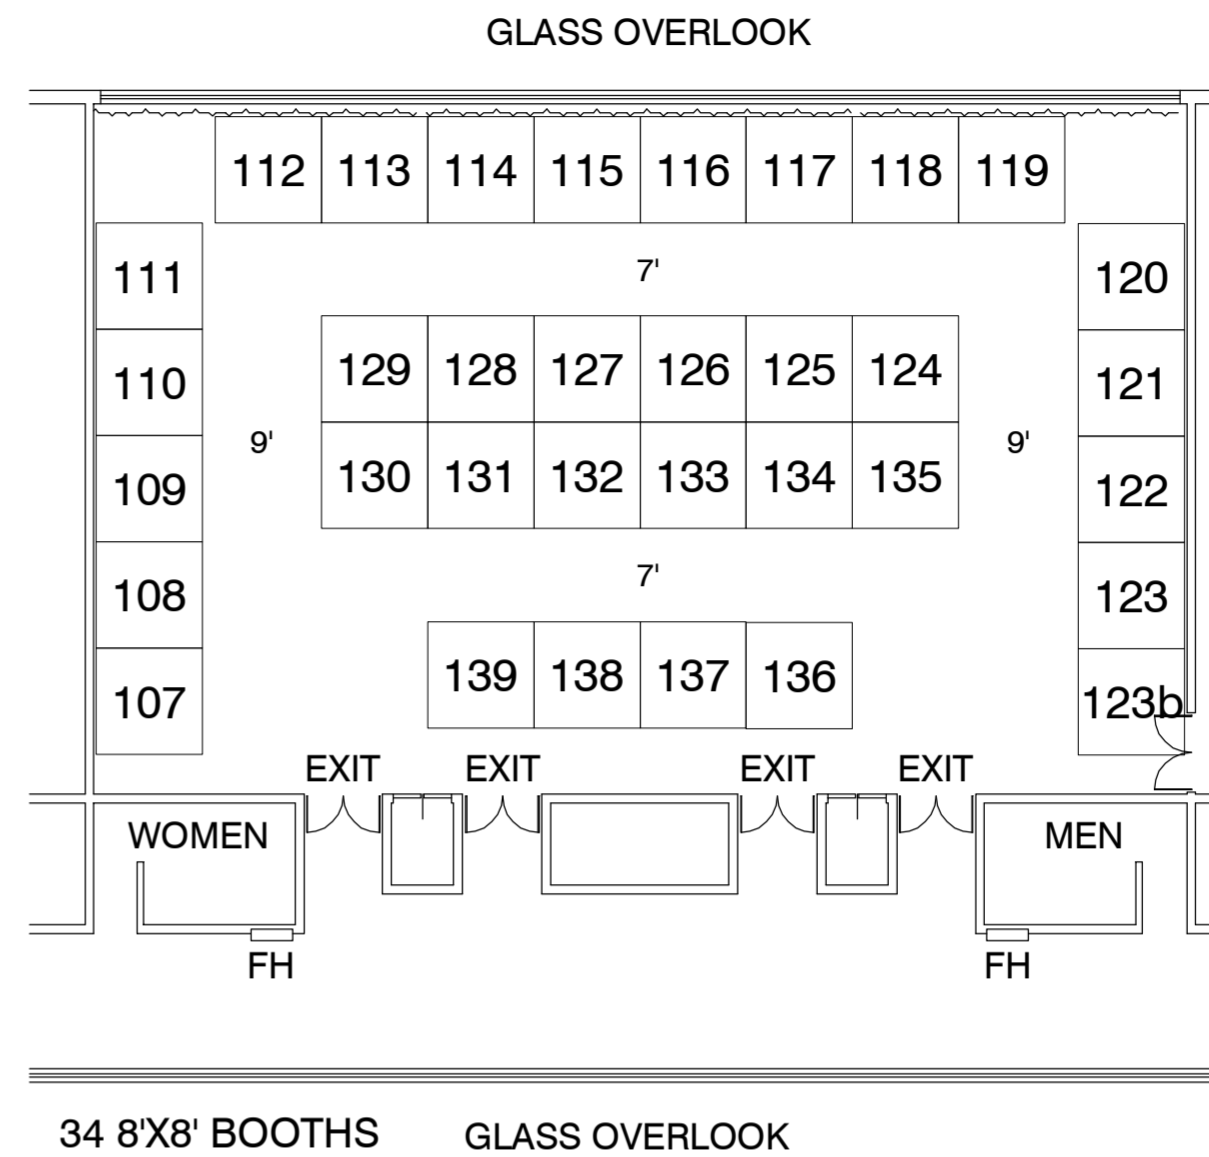 GLASS OVERLOOK
112 113 114 115 116 117 118 119
111 7' 120
129 128 127 126 125 124
110 121
9' 9'
130 131 132 133 134 135
109 122
7'
108 123
139 138 137 136
107 123b
EXIT EXIT EXIT EXIT
WOMEN MEN
FH FH
34 8'X8' BOOTHS GLASS OVERLOOK